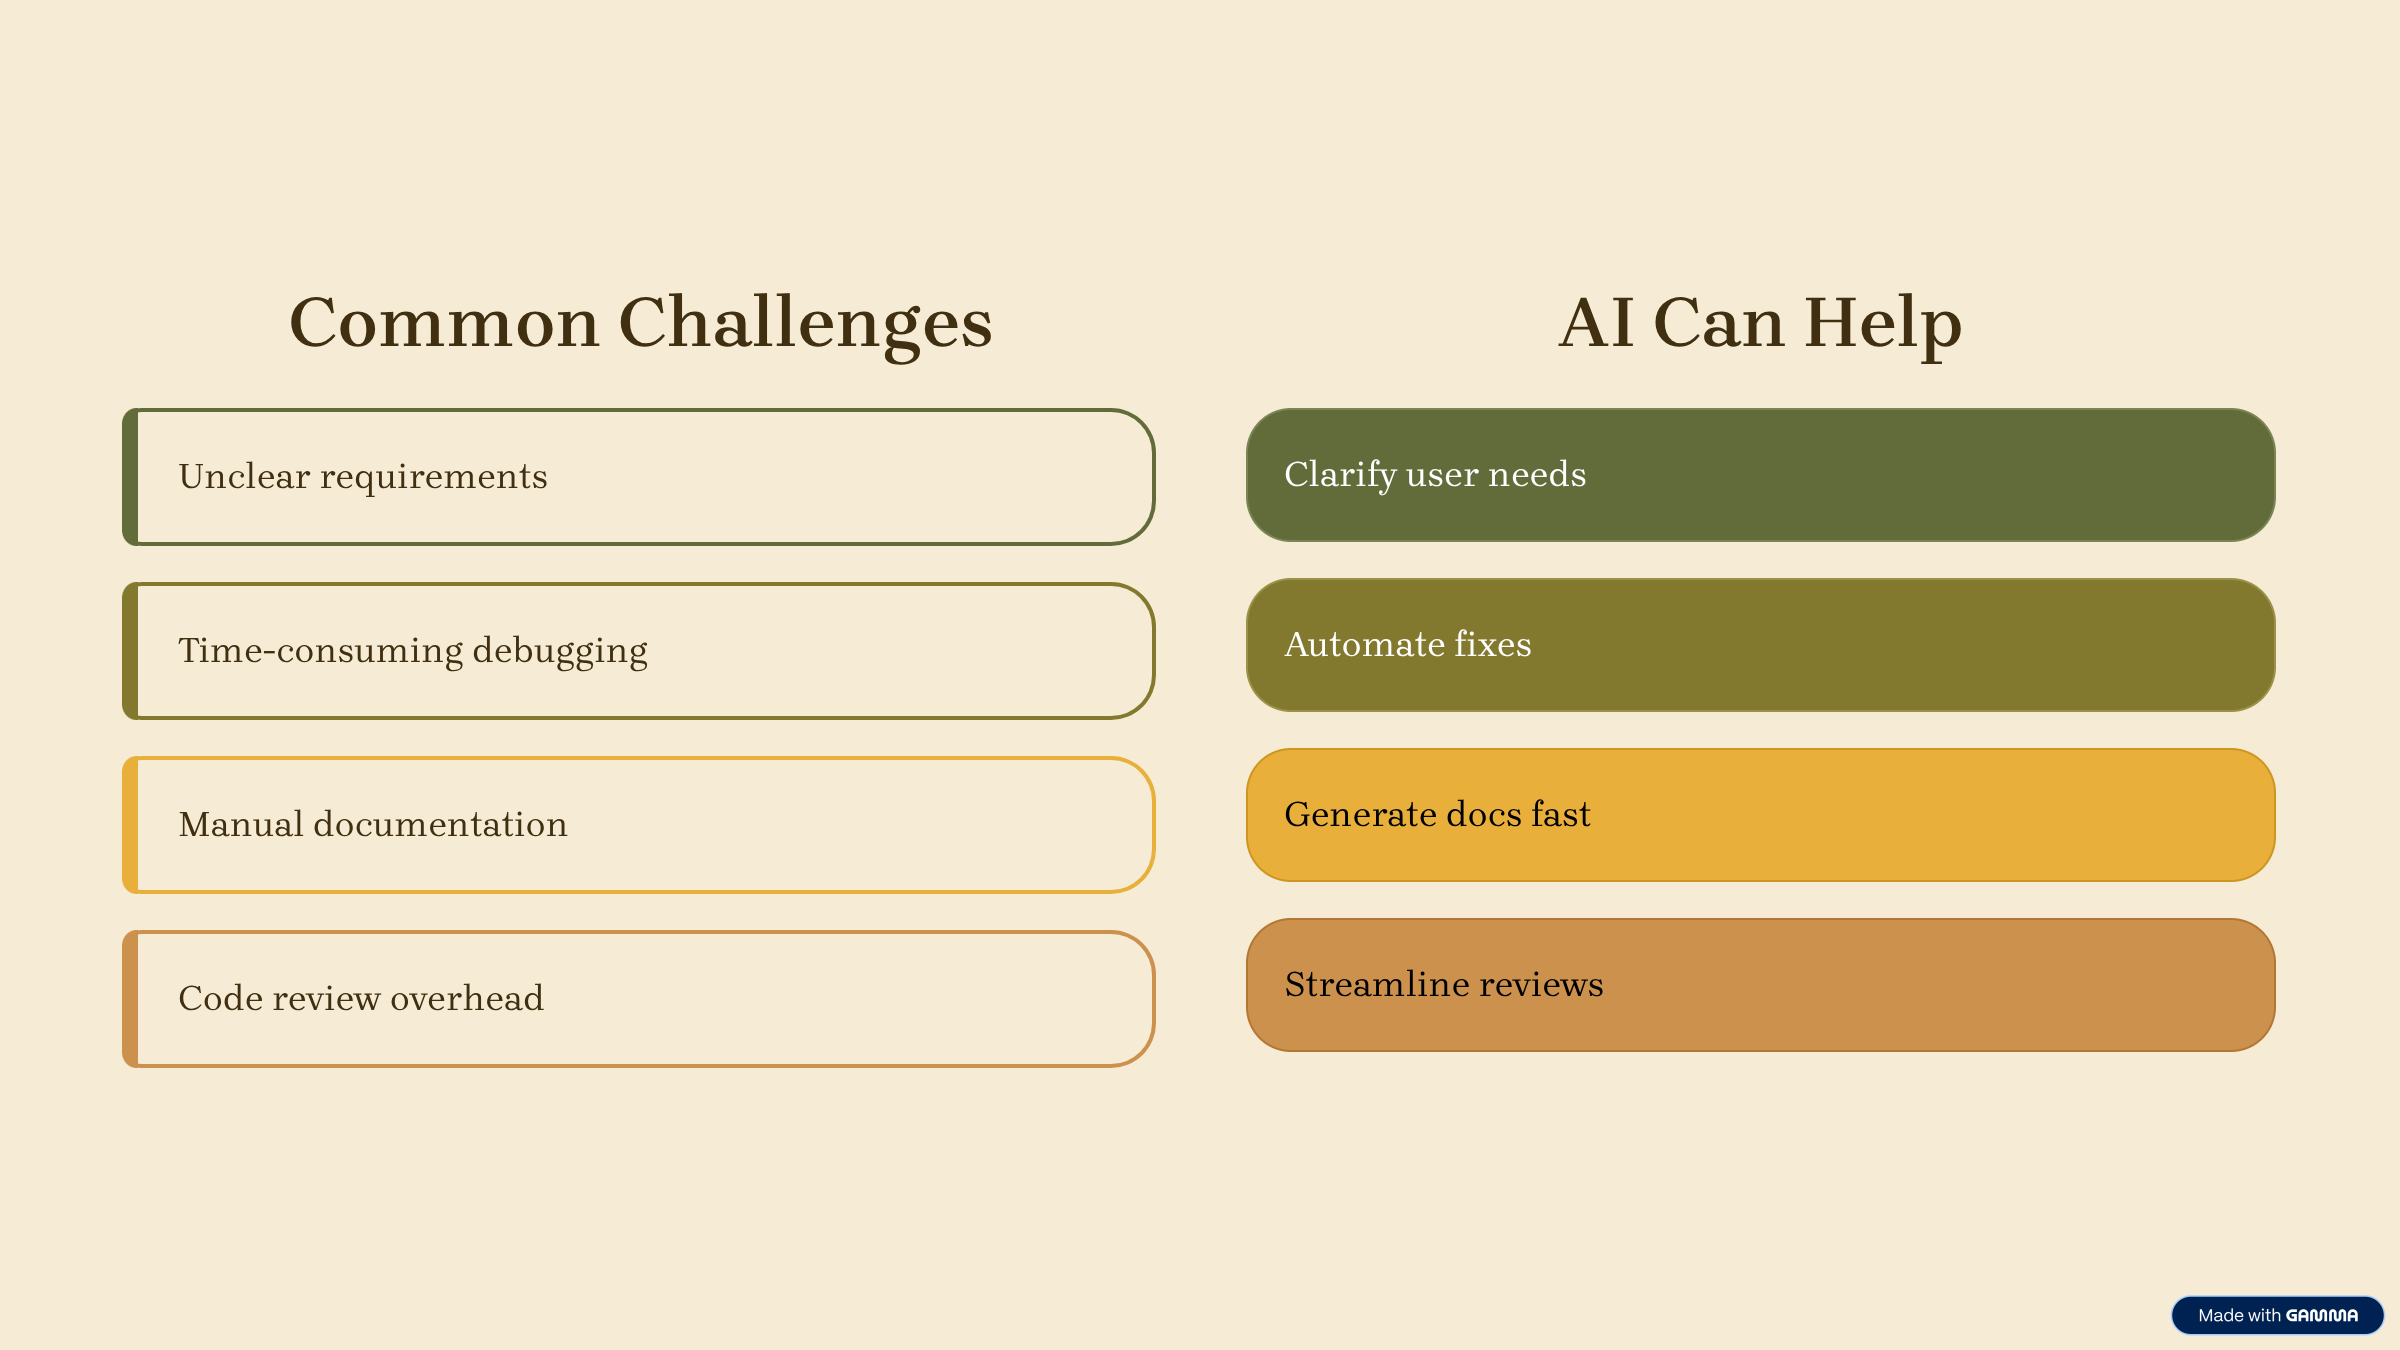 Common Challenges
Unclear requirements
Time-consuming debugging
Manual documentation
Code review overhead
AI Can Help
Clarify user needs
Automate fixes
Generate docs fast
Streamline reviews
Made with GAMMA